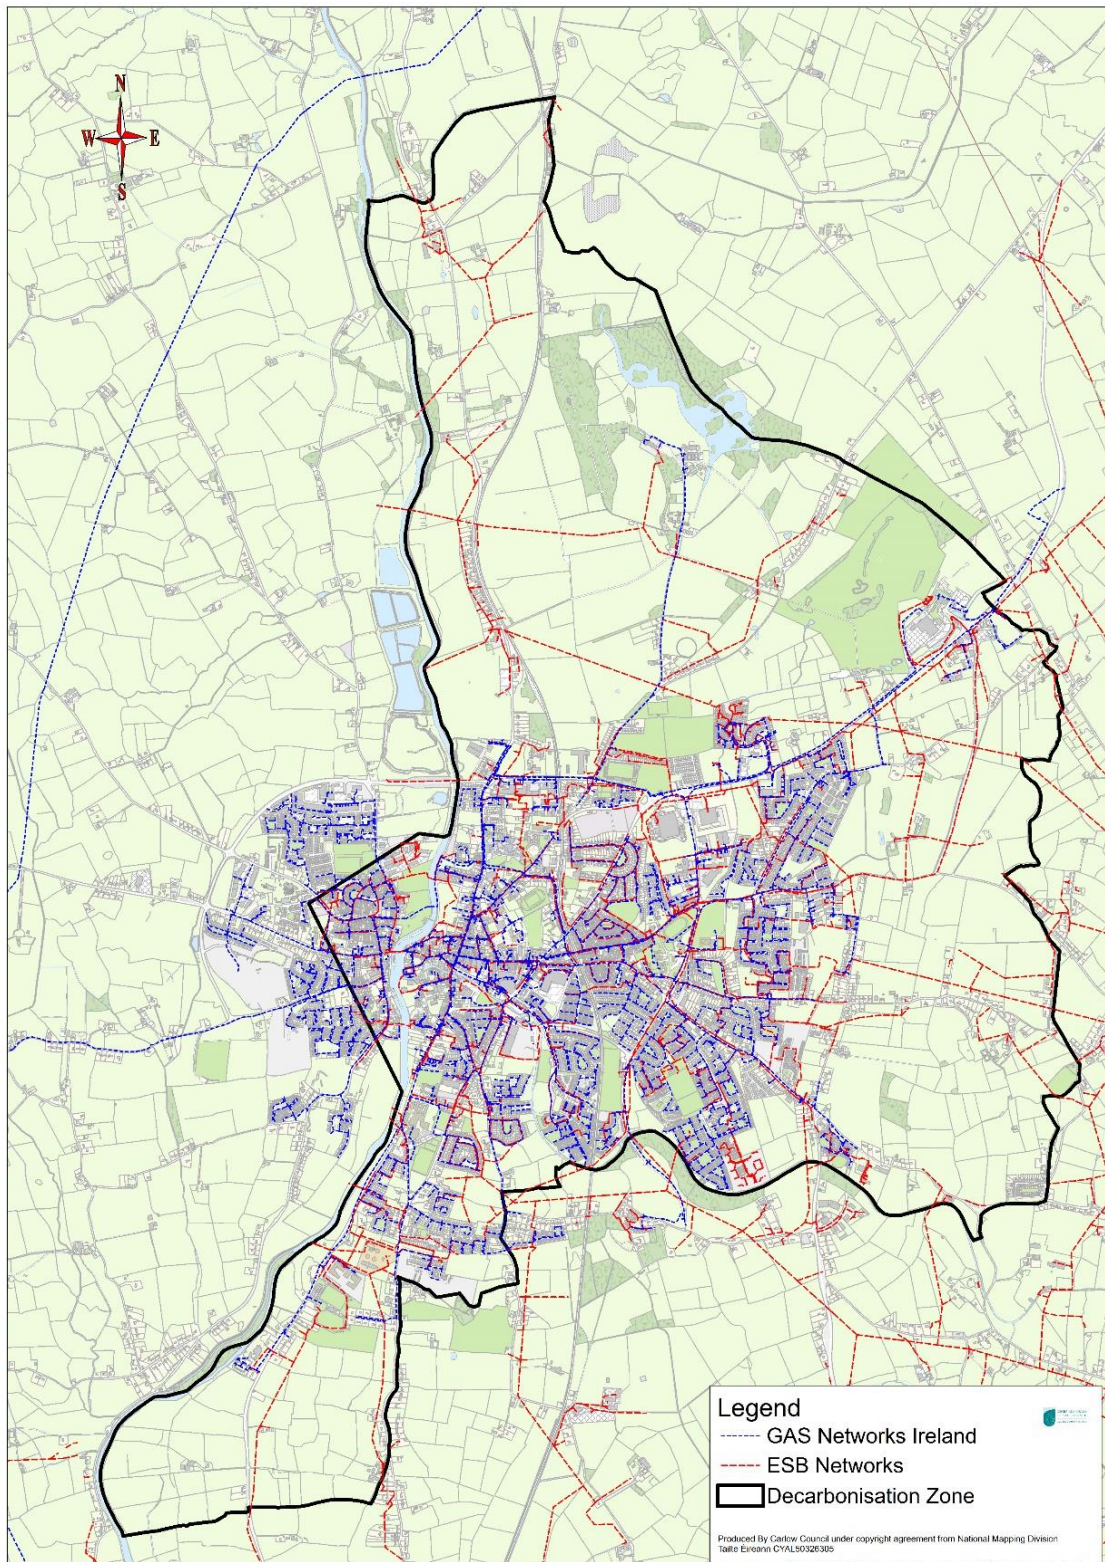 N
W E
S
Legend
GAS Networks Ireland
ESB Networks
Decarbonisation Zone
Produced By Carlow Council under copyright agreement from National Mapping Division
Tailte Éireann CYAL50326305